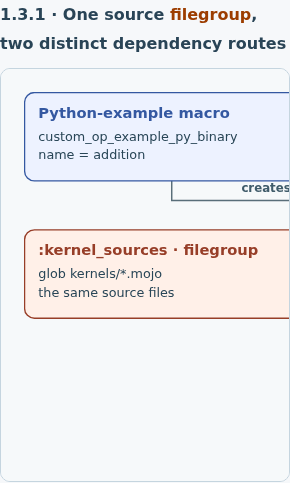 1.3.1 · One source filegroup,
two distinct dependency routes
Python-example macro
custom_op_example_py_binary
name = addition
creates
:kernel_sources · filegroup
glob kernels/*.mojo
the same source files